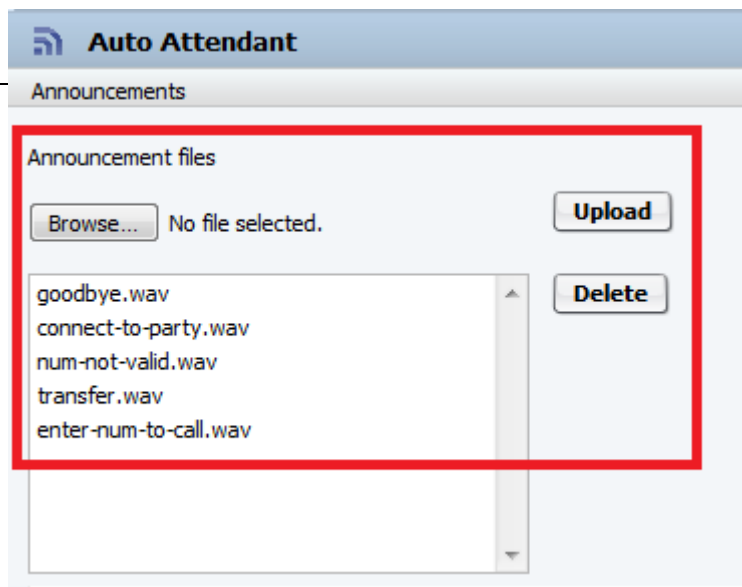 Auto Attendant
Announcements
Announcement files
Browse... No file selected. Upload
Delete
goodbye.wav
connect-to-party.wav
num-not-valid.wav
transfer.wav
enter-num-to-call.wav